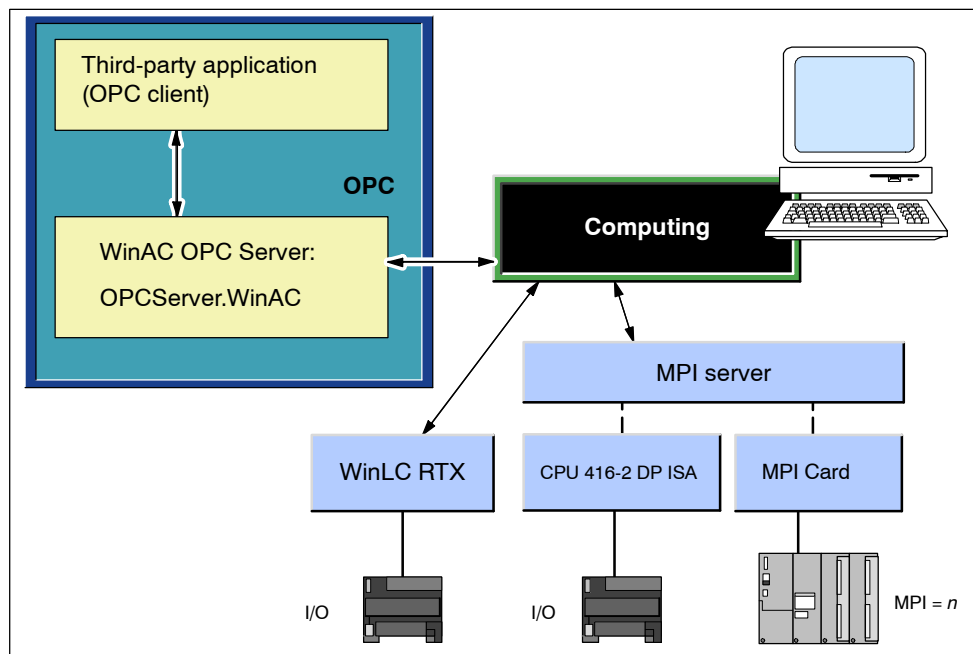 Third-party application
(OPC client)
OPC
WinAC OPC Server:
OPCServer.WinAC
Computing
MPI server
WinLC RTX
CPU 416-2 DP ISA
MPI Card
I/O
I/O
MPI = n